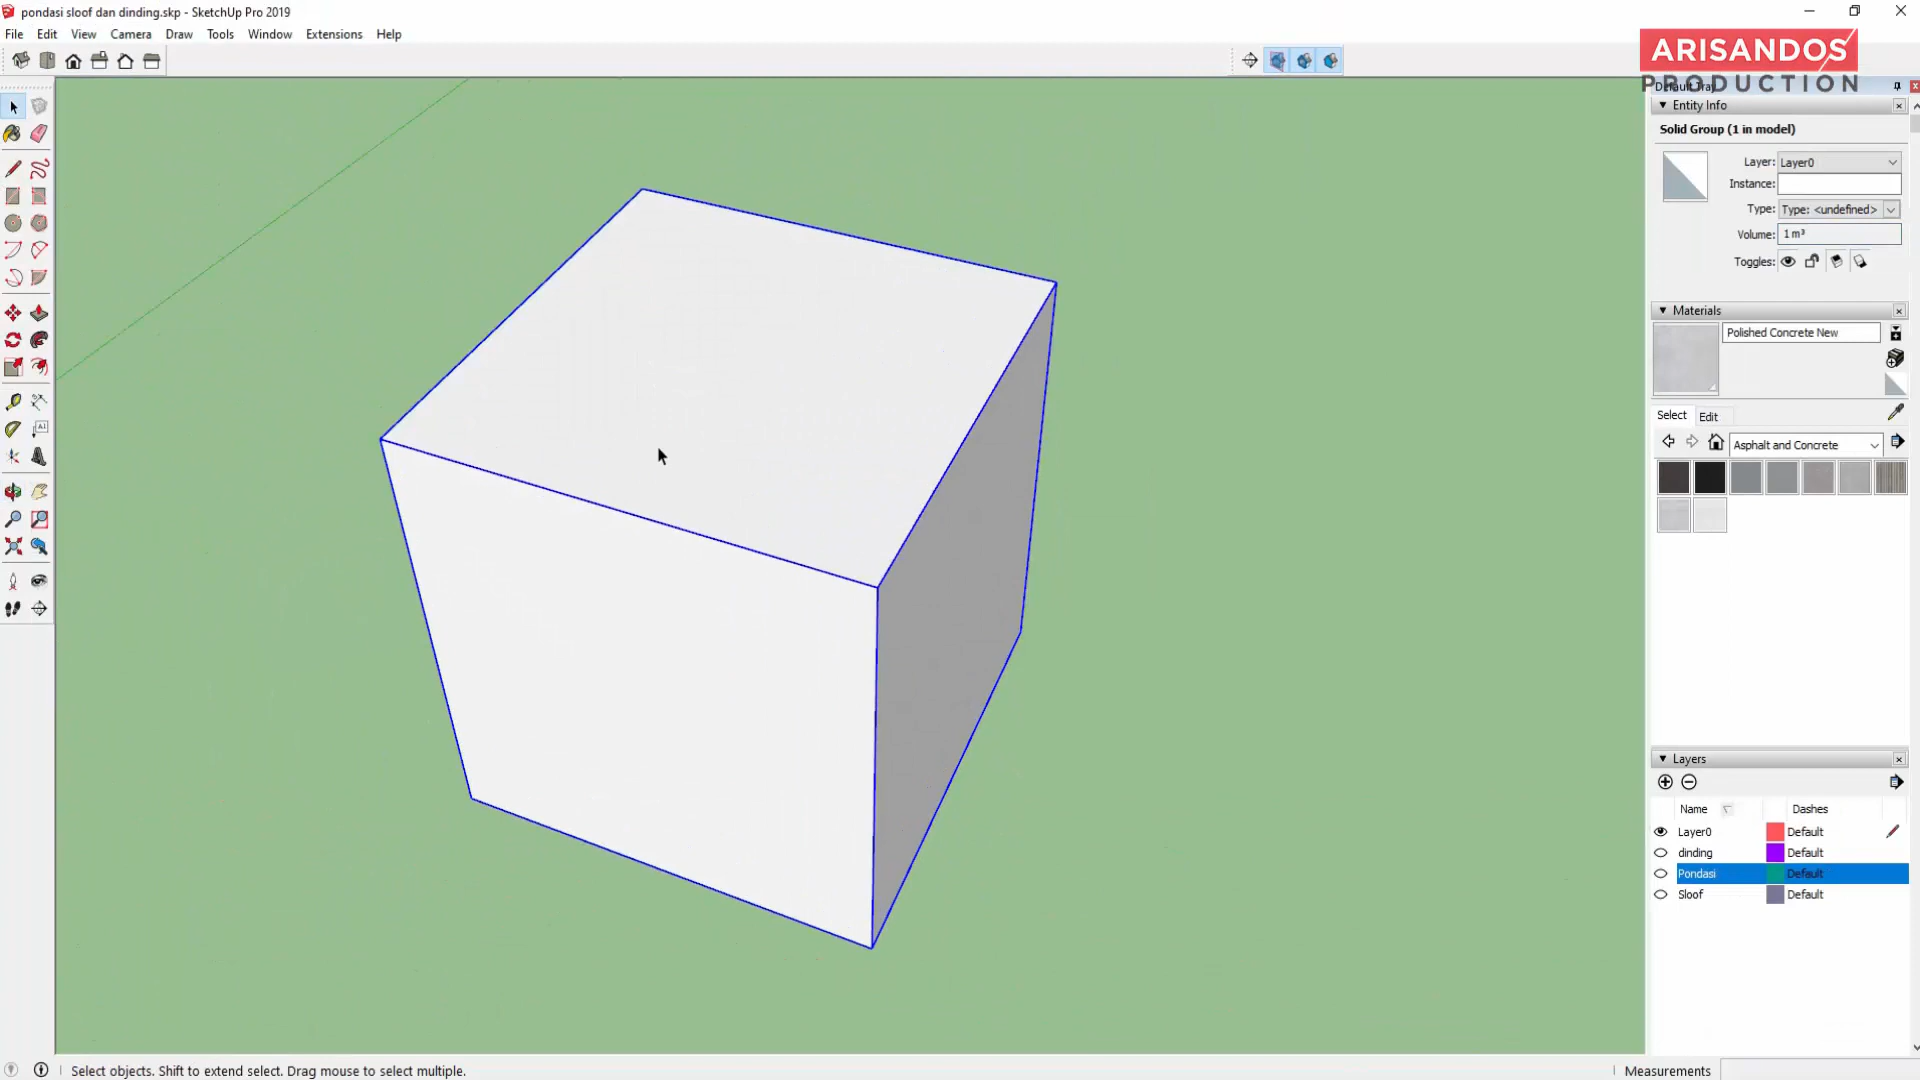 pondasi sloof dan dinding.skp - SketchUp Pro 2019
File Edit View Camera Draw Tools Window Extensions Help
ARISANDOS
PRODUCTION
Default Tray
Entity Info
Solid Group (1 in model)
Layer: Layer0
Instance:
Type: Type: <undefined>
Volume: 1 m³
Toggles:
Materials
Polished Concrete New
Select Edit
Asphalt and Concrete
Layers
Name Dashes
Layer0 Default
dinding Default
Pondasi Default
Sloof Default
Select objects. Shift to extend select. Drag mouse to select multiple.
Measurements